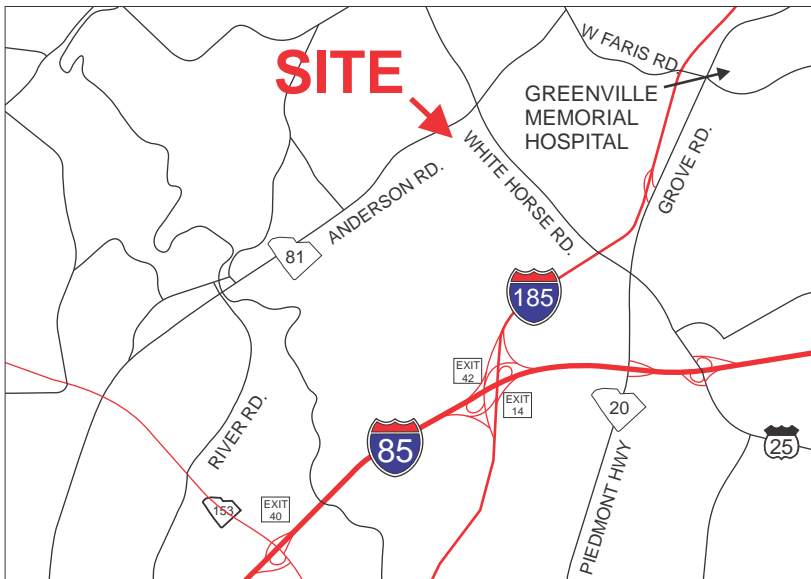 W FARIS RD.
SITE
GREENVILLE
MEMORIAL
HOSPITAL
WHITE HORSE RD.
GROVE RD.
ANDERSON RD.
81
185
EXIT
42
EXIT
14
20
85
25
RIVER RD.
PIEDMONT HWY
153
EXIT
40